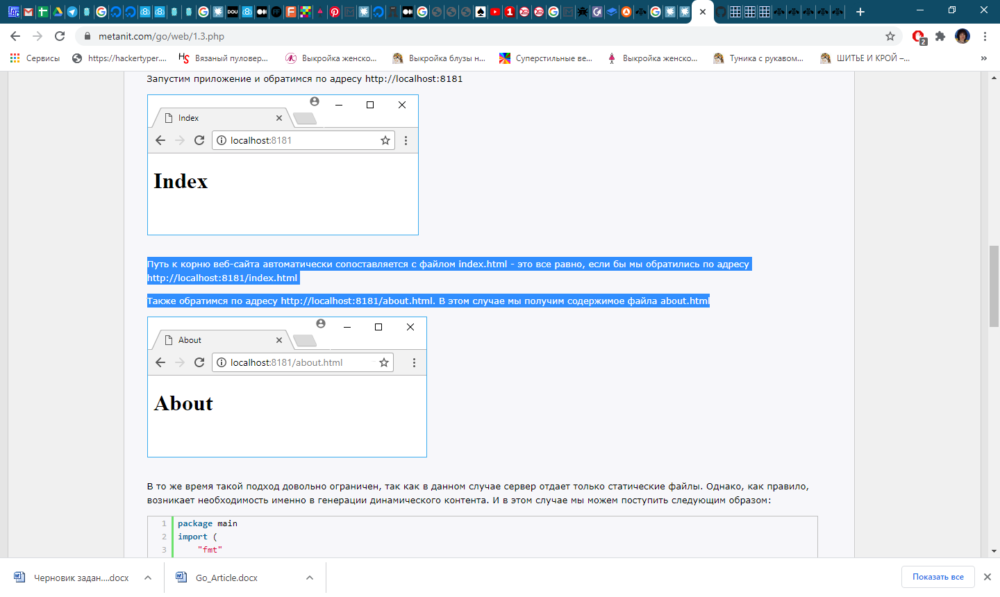 DOU
FF
F
1
metanit.com/go/web/1.3.php
2
Сервисы
https://hackertyper....
HS
Вязаный пуловер...
Выкройка женско...
Выкройка блузы н...
Суперстильные ве...
Выкройка женско...
Туника с рукавом...
ШИТЬЕ И КРОЙ –...
»
Запустим приложение и обратимся по адресу http://localhost:8181
Index
localhost:8181
Index
Путь к корню веб-сайта автоматически сопоставляется с файлом index.html - это все равно, если бы мы обратились по адресу
http://localhost:8181/index.html
Также обратимся по адресу http://localhost:8181/about.html. В этом случае мы получим содержимое файла about.html
About
localhost:8181/about.html
About
В то же время такой подход довольно ограничен, так как в данном случае сервер отдает только статические файлы. Однако, как правило,
возникает необходимость именно в генерации динамического контента. И в этом случае мы можем поступить следующим образом:
1 package main
2 import (
3 "fmt"
Черновик задан....docx
Go_Article.docx
Показать все